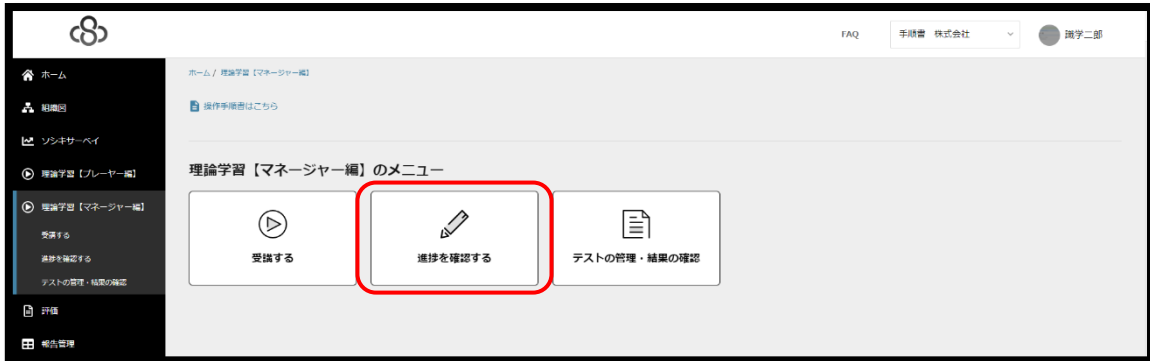 FAQ
手順書 株式会社
識学二郎
ホーム
組織図
ソシキサーベイ
理論学習【プレーヤー編】
理論学習【マネージャー編】
受講する
進捗を確認する
テストの管理・結果の確認
評価
報告管理
ホーム / 理論学習【マネージャー編】
操作手順書はこちら
理論学習【マネージャー編】のメニュー
受講する
進捗を確認する
テストの管理・結果の確認